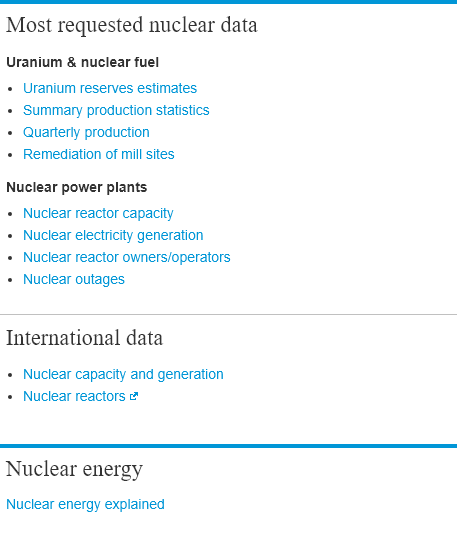 Most requested nuclear data
Uranium & nuclear fuel
Uranium reserves estimates
Summary production statistics
Quarterly production
Remediation of mill sites
Nuclear power plants
Nuclear reactor capacity
Nuclear electricity generation
Nuclear reactor owners/operators
Nuclear outages
International data
Nuclear capacity and generation
Nuclear reactors
Nuclear energy
Nuclear energy explained